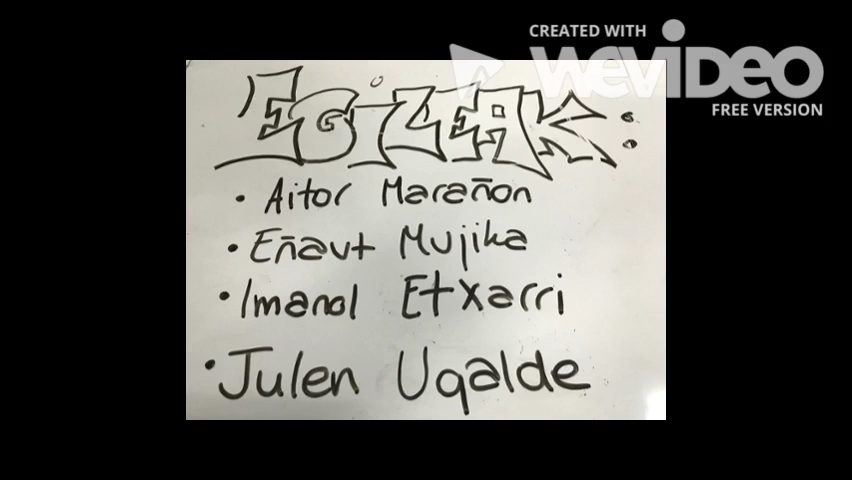 CREATED WITH
WEVIDEO
FREE VERSION
EGiLEAK:
• Aitor Marañon
• Eñaut Mujika
• Imanol Etxarri
• Julen Ugalde